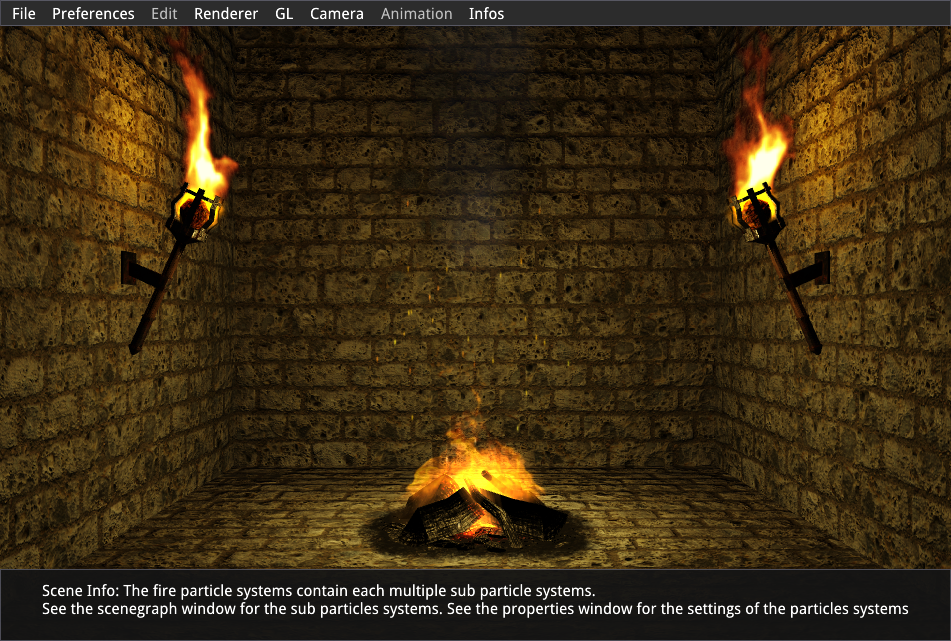 File Preferences Edit Renderer GL Camera Animation Infos
Scene Info: The fire particle systems contain each multiple sub particle systems.
See the scenegraph window for the sub particles systems. See the properties window for the settings of the particles systems